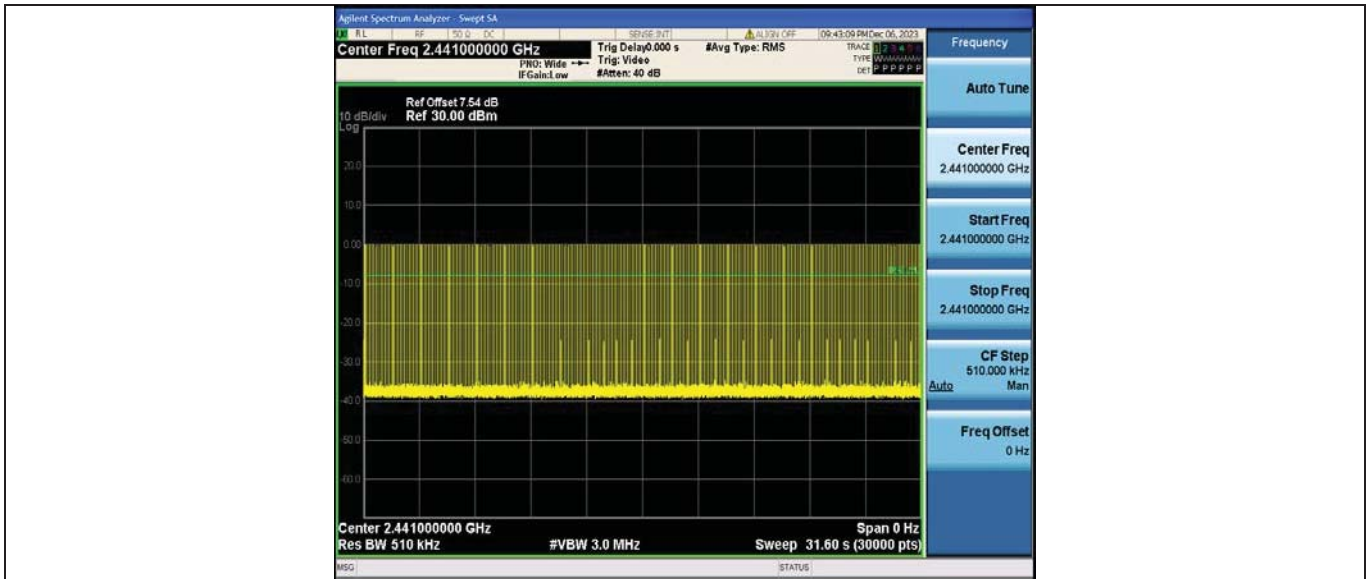 Agilent Spectrum Analyzer - Swept SA
RL RF 50 Ω DC SENSE:INT ALIGN OFF 09:43:09 PM Dec 06, 2023
Center Freq 2.441000000 GHz
PNO: Wide
IFGain:Low
Trig Delay0.000 s
Trig: Video
#Atten: 40 dB
#Avg Type: RMS
TRACE 1 2 3 4 5 6
TYPE
DET P P P P P P
Frequency
Auto Tune
Center Freq
2.441000000 GHz
Start Freq
2.441000000 GHz
Stop Freq
2.441000000 GHz
CF Step
510.000 kHz
Auto Man
Freq Offset
0 Hz
Ref Offset 7.54 dB
10 dB/div Ref 30.00 dBm
Log
20.0
10.0
0.00
-10.0
-20.0
-30.0
-40.0
-50.0
-60.0
Center 2.441000000 GHz Span 0 Hz
Res BW 510 kHz #VBW 3.0 MHz Sweep 31.60 s (30000 pts)
MSG STATUS